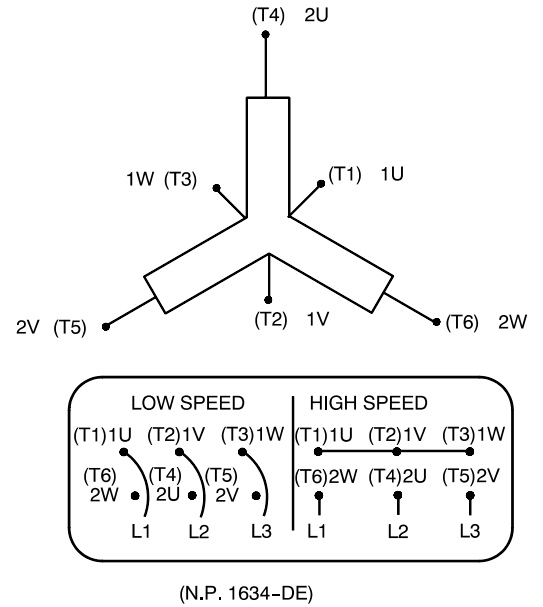 (T4) 2U
1W (T3)
(T1) 1U
2V (T5)
(T2) 1V
(T6) 2W
LOW SPEED
HIGH SPEED
(T1)1U (T2)1V (T3)1W
(T1)1U (T2)1V (T3)1W
(T6) (T4) (T5)
2W 2U 2V
(T6)2W (T4)2U (T5)2V
L1 L2 L3
L1 L2 L3
(N.P. 1634-DE)